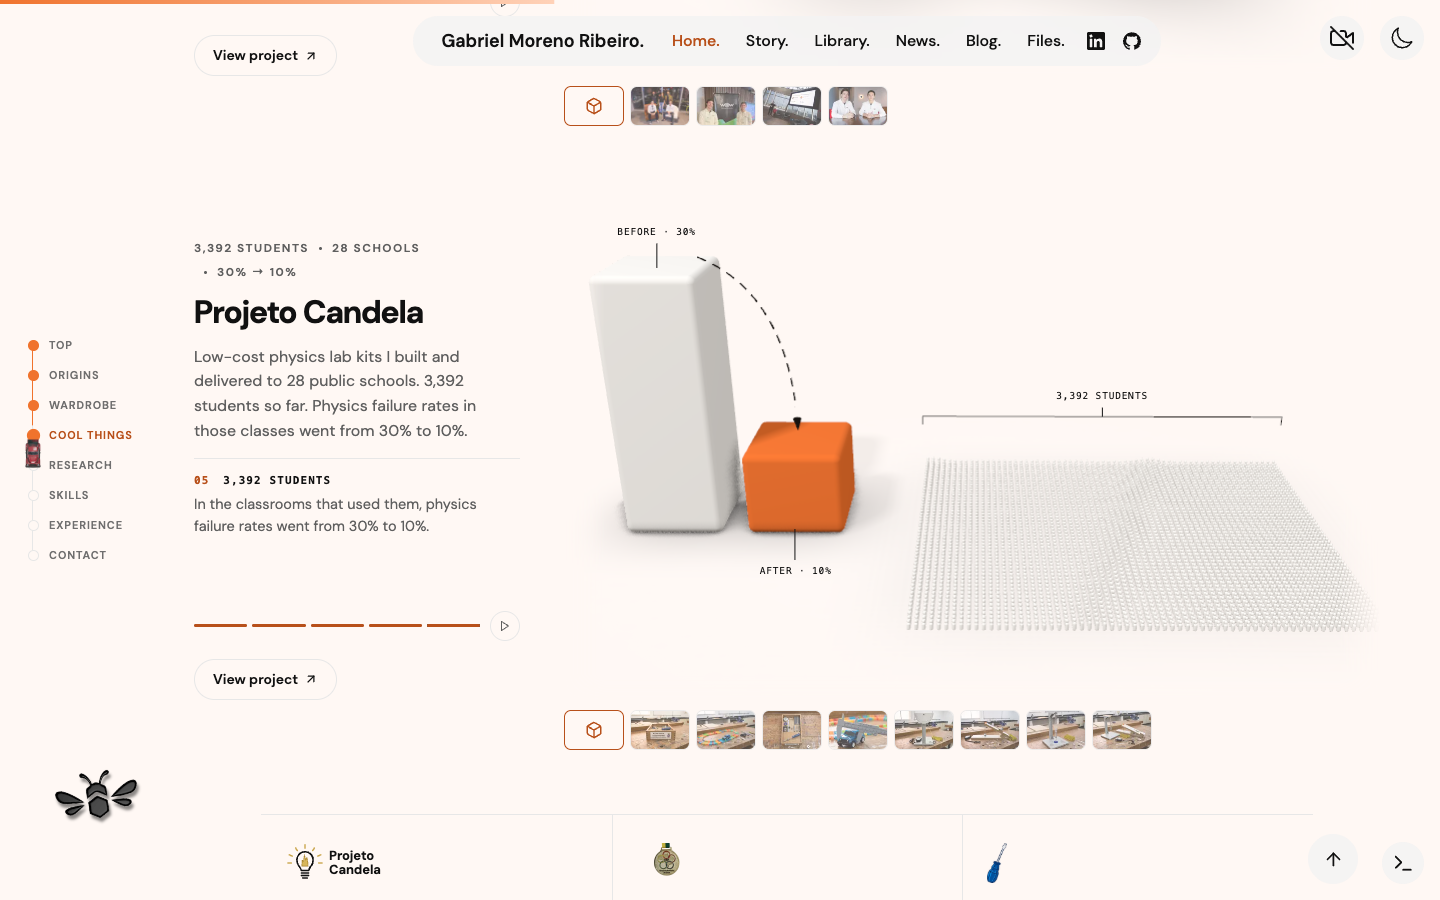 View project
Gabriel Moreno Ribeiro.
Home.
Story.
Library.
News.
Blog.
Files.
3,392 STUDENTS • 28 SCHOOLS
• 30% → 10%
Projeto Candela
Low-cost physics lab kits I built and
delivered to 28 public schools. 3,392
students so far. Physics failure rates in
those classes went from 30% to 10%.
05 3,392 STUDENTS
In the classrooms that used them, physics
failure rates went from 30% to 10%.
View project
TOP
ORIGINS
WARDROBE
COOL THINGS
RESEARCH
SKILLS
EXPERIENCE
CONTACT
BEFORE · 30%
AFTER · 10%
3,392 STUDENTS
Projeto
Candela